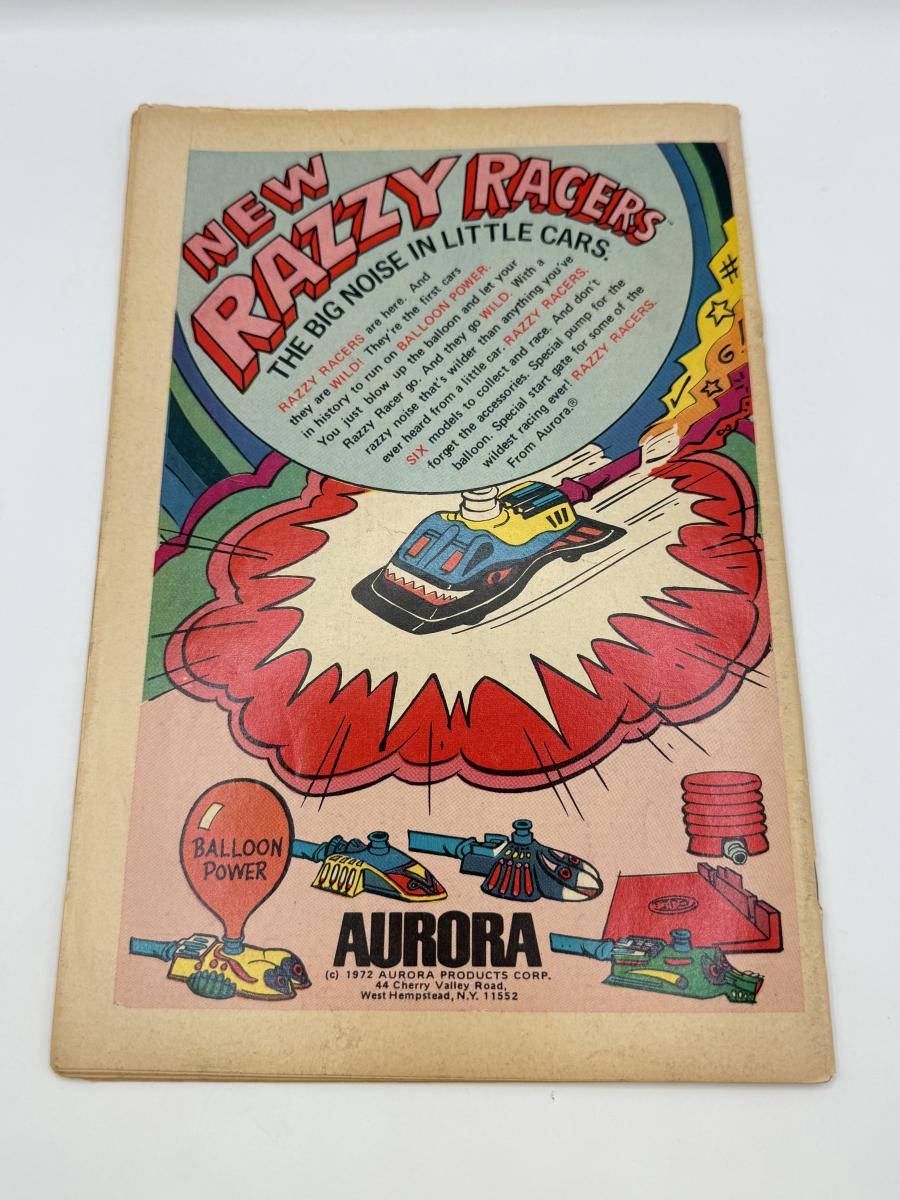 NEW
RAZZY RACERS™
THE BIG NOISE IN LITTLE CARS.
RAZZY RACERS are here. And
they are WILD! They're the first cars
in history to run on BALLOON POWER.
You just blow up the balloon and let your
Razzy Racer go. And they go WILD. With a
razzy noise that's wilder than anything you've
ever heard from a little car. RAZZY RACERS.
SIX models to collect and race. And don't
forget the accessories. Special pump for the
balloon. Special start gate for some of the
wildest racing ever! RAZZY RACERS.
From Aurora.®
#
G!
BALLOON
POWER
AURORA
(c) 1972 AURORA PRODUCTS CORP.
44 Cherry Valley Road,
West Hempstead, N.Y. 11552